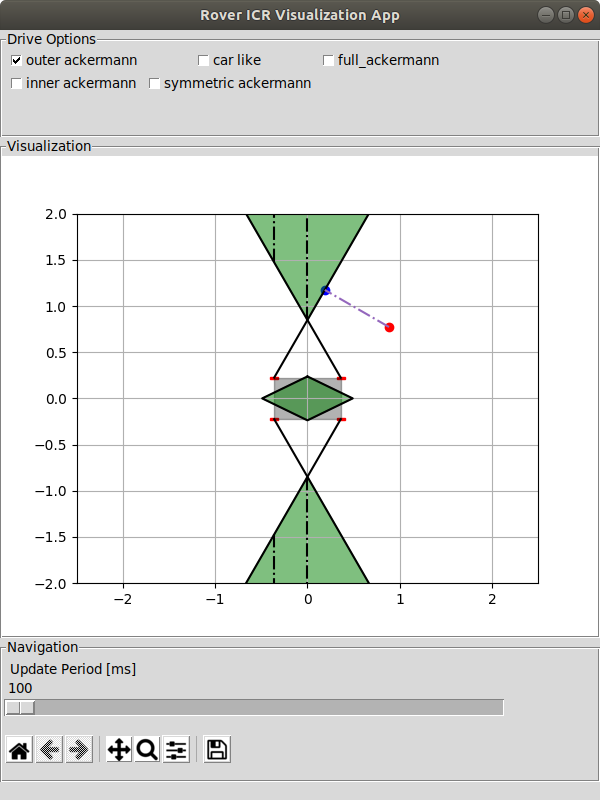 Rover ICR Visualization App
Drive Options
outer ackermann car like full_ackermann
inner ackermann symmetric ackermann
Visualization
2.0
1.5
1.0
0.5
0.0
−0.5
−1.0
−1.5
−2.0
−2 −1 0 1 2
Navigation
Update Period [ms]
100